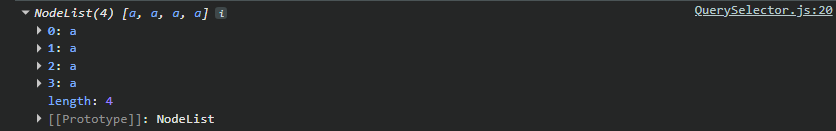 NodeList(4) [a, a, a, a] i QuerySelector.js:20
0: a
1: a
2: a
3: a
length: 4
[[Prototype]]: NodeList